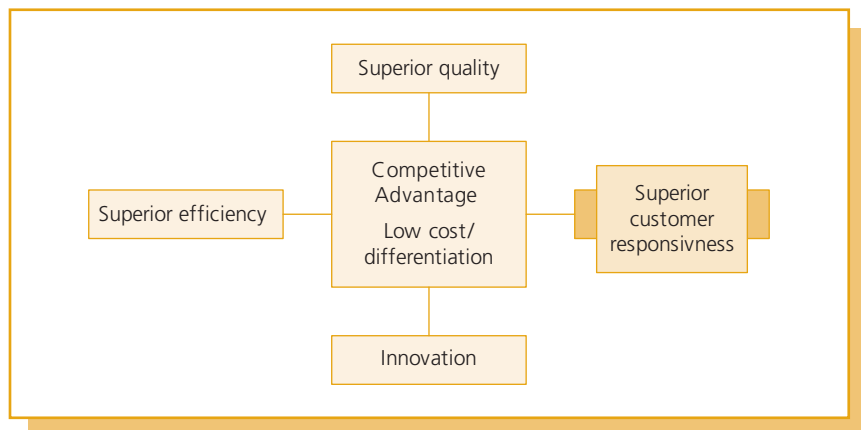 Superior quality
Competitive
Advantage
Low cost/
differentiation
Superior efficiency
Superior
customer
responsivness
Innovation